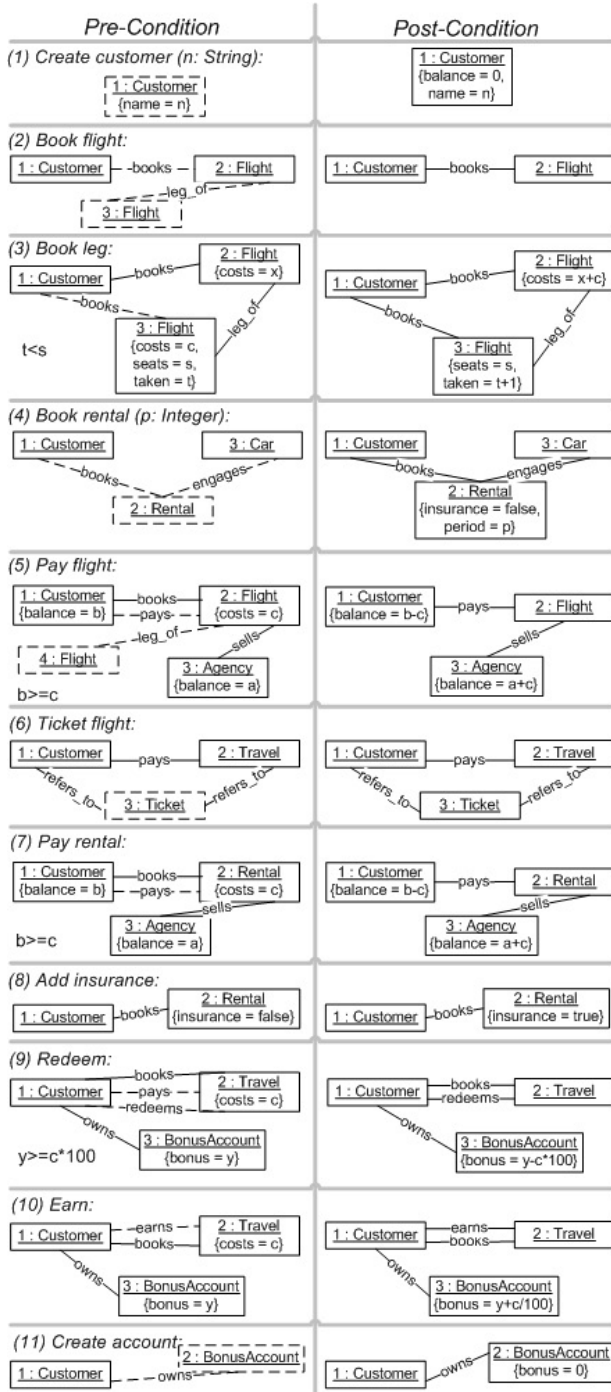 Pre-Condition
Post-Condition
(1) Create customer (n: String):
1 : Customer
{name = n}
1 : Customer
{balance = 0,
name = n}
(2) Book flight:
1 : Customer
books
2 : Flight
leg_of
3 : Flight
1 : Customer
books
2 : Flight
(3) Book leg:
2 : Flight
{costs = x}
1 : Customer
books
books
leg_of
3 : Flight
{costs = c,
seats = s,
taken = t}
t<s
2 : Flight
{costs = x+c}
1 : Customer
books
books
leg_of
3 : Flight
{seats = s,
taken = t+1}
(4) Book rental (p: Integer):
1 : Customer
3 : Car
books
engages
2 : Rental
1 : Customer
3 : Car
books
engages
2 : Rental
{insurance = false,
period = p}
(5) Pay flight:
1 : Customer
{balance = b}
books
pays
2 : Flight
{costs = c}
leg_of
sells
4 : Flight
3 : Agency
{balance = a}
b>=c
1 : Customer
{balance = b-c}
pays
2 : Flight
sells
3 : Agency
{balance = a+c}
(6) Ticket flight:
1 : Customer
pays
2 : Travel
refers_to
refers_to
3 : Ticket
1 : Customer
pays
2 : Travel
refers_to
refers_to
3 : Ticket
(7) Pay rental:
1 : Customer
{balance = b}
books
pays
2 : Rental
{costs = c}
sells
3 : Agency
{balance = a}
b>=c
1 : Customer
{balance = b-c}
pays
2 : Rental
sells
3 : Agency
{balance = a+c}
(8) Add insurance:
1 : Customer
books
2 : Rental
{insurance = false}
1 : Customer
books
2 : Rental
{insurance = true}
(9) Redeem:
books
1 : Customer
pays
redeems
2 : Travel
{costs = c}
owns
3 : BonusAccount
{bonus = y}
y>=c*100
1 : Customer
books
redeems
2 : Travel
owns
3 : BonusAccount
{bonus = y-c*100}
(10) Earn:
1 : Customer
earns
books
2 : Travel
{costs = c}
owns
3 : BonusAccount
{bonus = y}
1 : Customer
earns
books
2 : Travel
owns
3 : BonusAccount
{bonus = y+c/100}
(11) Create account:
2 : BonusAccount
1 : Customer
owns
1 : Customer
owns
2 : BonusAccount
{bonus = 0}